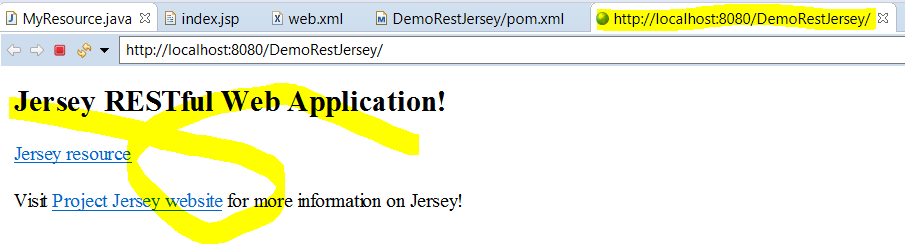 MyResource.java index.jsp web.xml DemoRestJersey/pom.xml http://localhost:8080/DemoRestJersey/
http://localhost:8080/DemoRestJersey/
Jersey RESTful Web Application!
Jersey resource
Visit Project Jersey website for more information on Jersey!